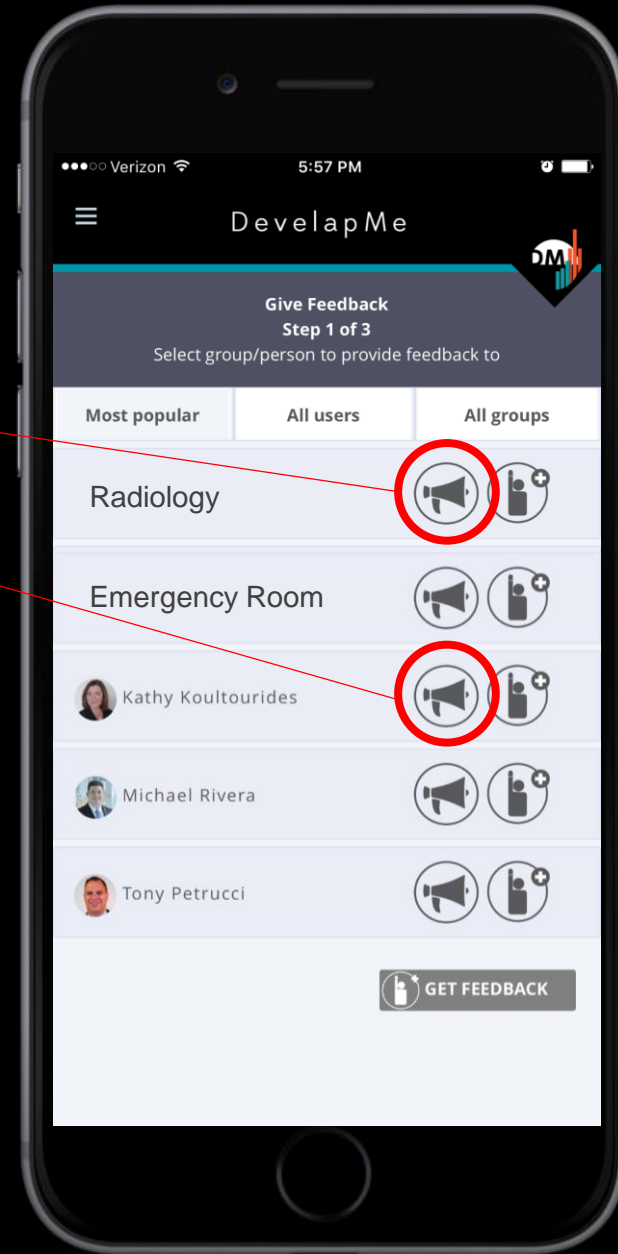 Verizon 5:57 PM
DevelapMe
DM
Give Feedback
Step 1 of 3
Select group/person to provide feedback to
Most popular All users All groups
Radiology
Emergency Room
Kathy Koultourides
Michael Rivera
Tony Petrucci
GET FEEDBACK